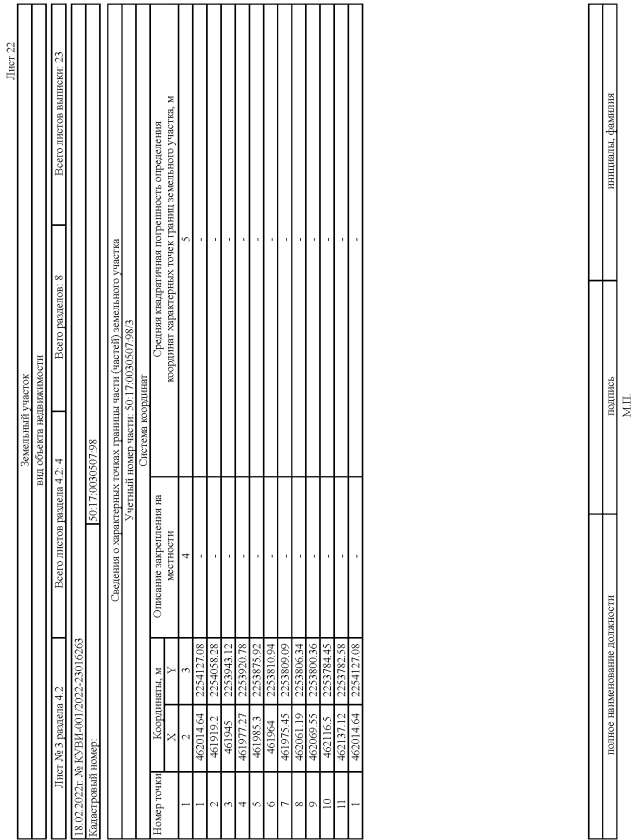 Лист 22
Земельный участок
вид объекта недвижимости
Лист № 3 раздела 4.2 Всего листов раздела 4.2: 4 Всего разделов: 8 Всего листов выписки: 23
18.02.2022г. № КУВИ-001/2022-23016263
Кадастровый номер: 50:17:0030507:98
Сведения о характерных точках границы части (частей) земельного участка
Учетный номер части: 50:17:0030507:98/3
Система координат
Номер точки Координаты, м Описание закрепления на местности Средняя квадратичная погрешность определения координат характерных точек границ земельного участка, м
X Y
1 2 3 4 5
1 462014.64 2254127.08 - -
2 461919.2 2254058.28 - -
3 461945 2253943.12 - -
4 461977.27 2253920.78 - -
5 461985.3 2253875.92 - -
6 461964 2253810.94 - -
7 461975.45 2253809.09 - -
8 462061.19 2253806.34 - -
9 462069.55 2253800.36 - -
10 462116.5 2253784.45 - -
11 462137.12 2253782.58 - -
1 462014.64 2254127.08 - -
полное наименование должности подпись инициалы, фамилия
М.П.